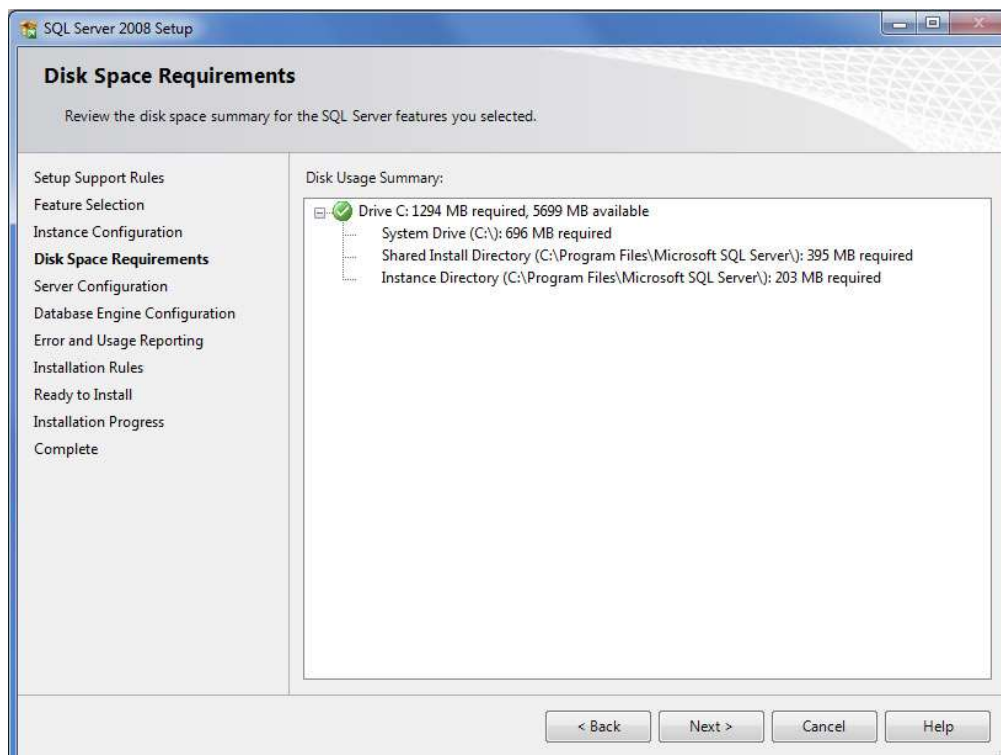 SQL Server 2008 Setup
Disk Space Requirements
Review the disk space summary for the SQL Server features you selected.
Setup Support Rules
Feature Selection
Instance Configuration
Disk Space Requirements
Server Configuration
Database Engine Configuration
Error and Usage Reporting
Installation Rules
Ready to Install
Installation Progress
Complete
Disk Usage Summary:
Drive C: 1294 MB required, 5699 MB available
System Drive (C:\): 696 MB required
Shared Install Directory (C:\Program Files\Microsoft SQL Server\): 395 MB required
Instance Directory (C:\Program Files\Microsoft SQL Server\): 203 MB required
< Back Next > Cancel Help